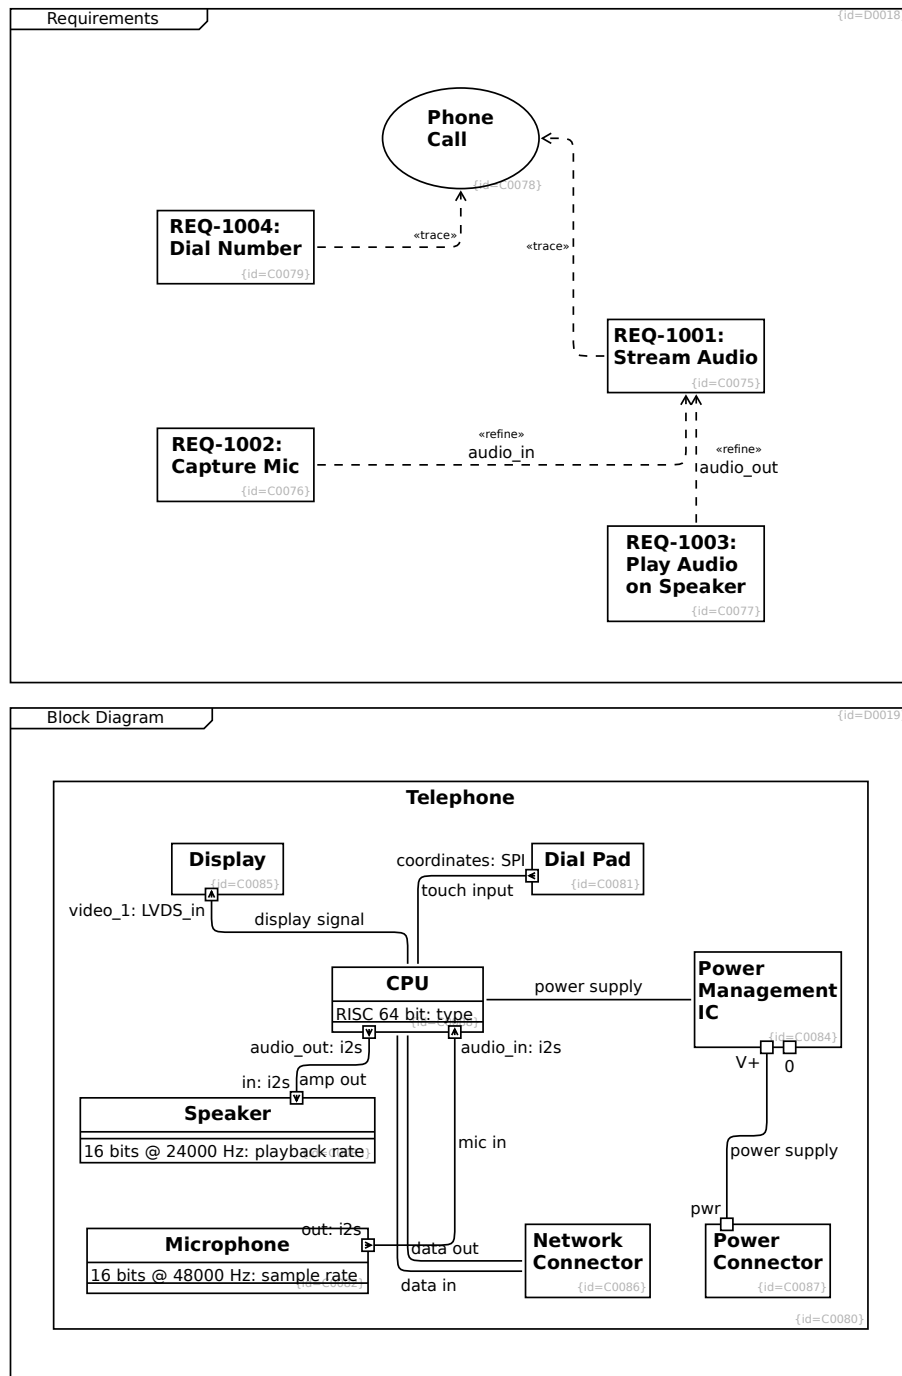 Requirements
{id=D0018
Phone
Call
{id=C0078}
REQ-1004:
Dial Number
{id=C0079}
«trace»
«trace»
REQ-1001:
Stream Audio
{id=C0075}
REQ-1002:
Capture Mic
{id=C0076}
«refine»
audio_in
«refine»
audio_out
REQ-1003:
Play Audio
on Speaker
{id=C0077}
Block Diagram
{id=D0019
Telephone
Display
{id=C0085}
video_1: LVDS_in
display signal
coordinates: SPI
touch input
Dial Pad
{id=C0081}
CPU
RISC 64 bit: type
power supply
Power
Management
IC
{id=C0084}
V+
0
audio_out: i2s
audio_in: i2s
in: i2s
amp out
Speaker
16 bits @ 24000 Hz: playback rate
mic in
power supply
pwr
out: i2s
Microphone
16 bits @ 48000 Hz: sample rate
{id=C0082}
data out
data in
Network
Connector
{id=C0086}
Power
Connector
{id=C0087}
{id=C0080}